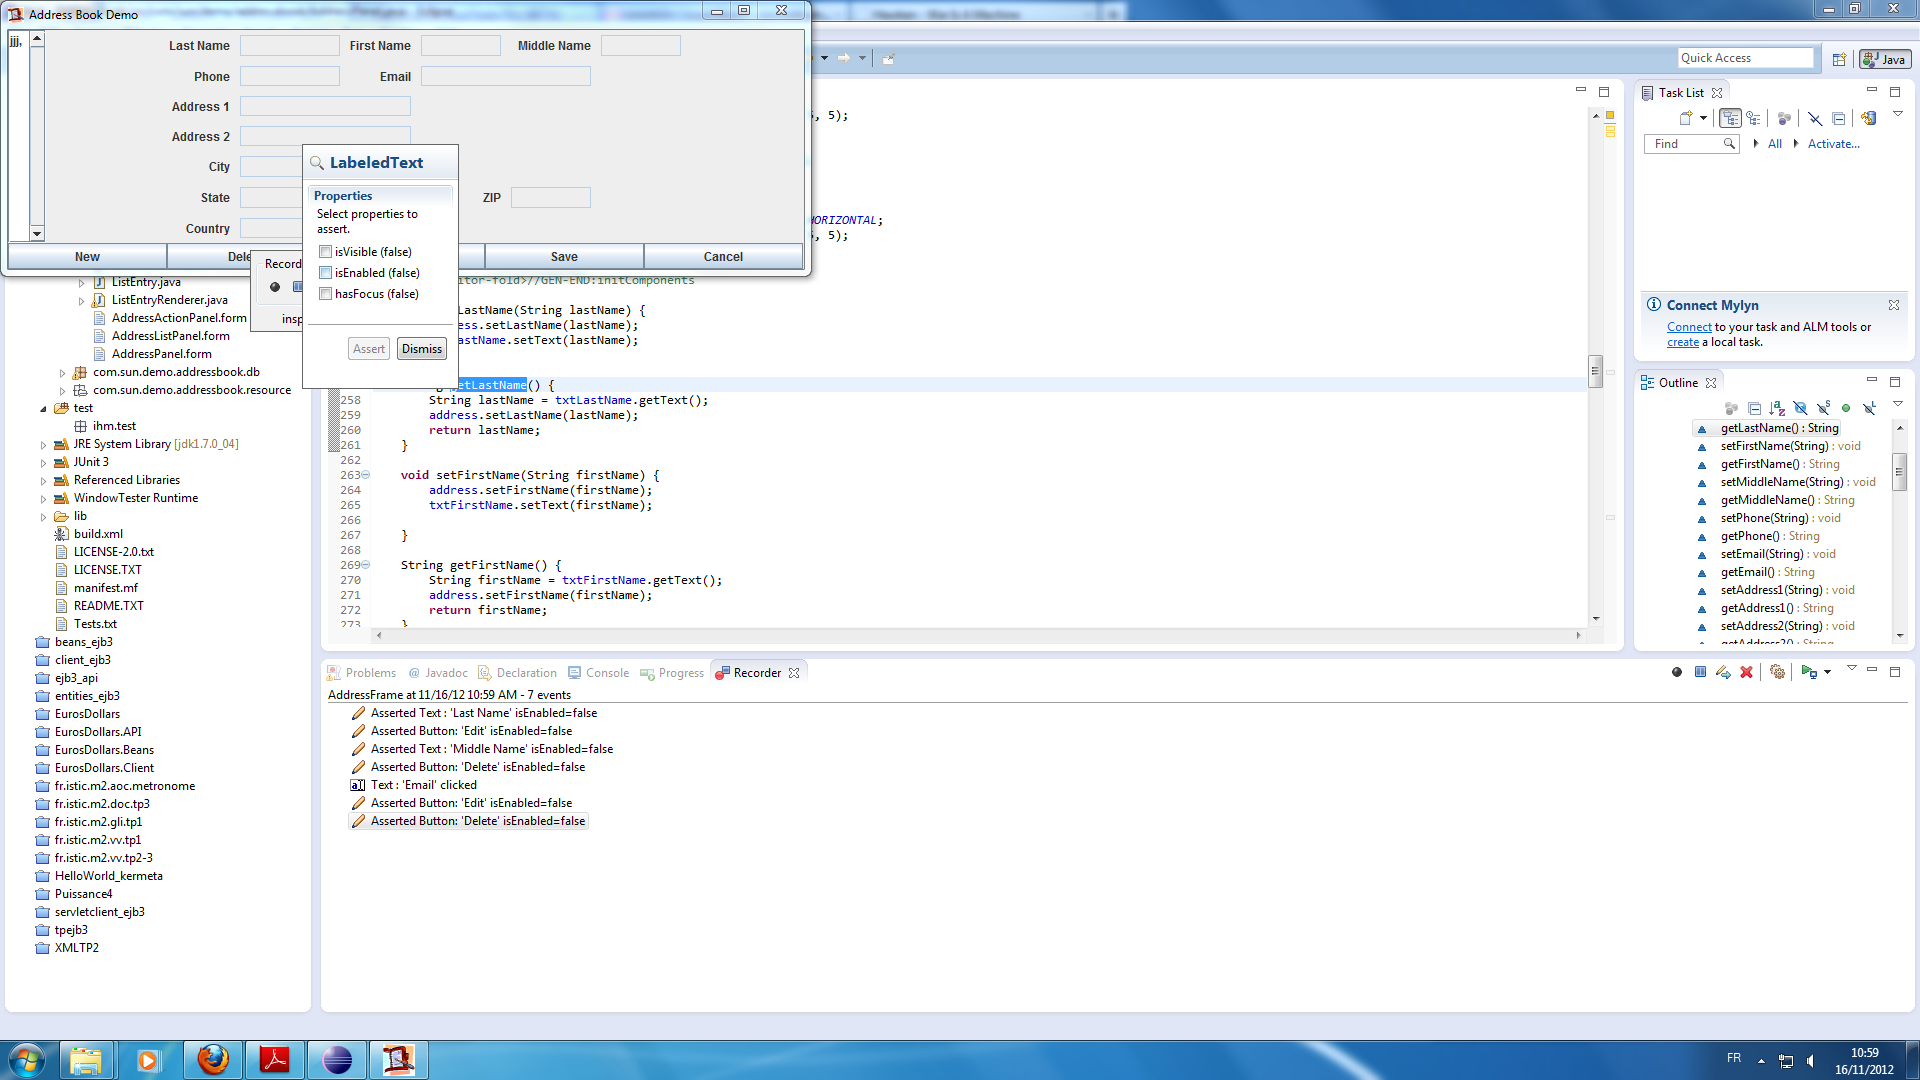 Address Book Demo
jjj,
Last Name
First Name
Middle Name
Phone
Email
Address 1
Address 2
City
State
ZIP
Country
New
Dele
Save
Cancel
Record
insp
LabeledText
Properties
Select properties to
assert.
isVisible (false)
isEnabled (false)
hasFocus (false)
Assert
Dismiss
Quick Access
Java
, 5);
HORIZONTAL;
, 5);
itor-fold>//GEN-END:initComponents
LastName(String lastName) {
ress.setLastName(lastName);
astName.setText(lastName);
getLastName() {
258 String lastName = txtLastName.getText();
259 address.setLastName(lastName);
260 return lastName;
261 }
262
263 void setFirstName(String firstName) {
264 address.setFirstName(firstName);
265 txtFirstName.setText(firstName);
266
267 }
268
269 String getFirstName() {
270 String firstName = txtFirstName.getText();
271 address.setFirstName(firstName);
272 return firstName;
273 }
ListEntry.java
ListEntryRenderer.java
AddressActionPanel.form
AddressListPanel.form
AddressPanel.form
com.sun.demo.addressbook.db
com.sun.demo.addressbook.resource
test
ihm.test
JRE System Library [jdk1.7.0_04]
JUnit 3
Referenced Libraries
WindowTester Runtime
lib
build.xml
LICENSE-2.0.txt
LICENSE.TXT
manifest.mf
README.TXT
Tests.txt
beans_ejb3
client_ejb3
ejb3_api
entities_ejb3
EurosDollars
EurosDollars.API
EurosDollars.Beans
EurosDollars.Client
fr.istic.m2.aoc.metronome
fr.istic.m2.doc.tp3
fr.istic.m2.gli.tp1
fr.istic.m2.vv.tp1
fr.istic.m2.vv.tp2-3
HelloWorld_kermeta
Puissance4
servletclient_ejb3
tpejb3
XMLTP2
Task List
Find
All
Activate...
Connect Mylyn
Connect to your task and ALM tools or
create a local task.
Outline
getLastName() : String
setFirstName(String) : void
getFirstName() : String
setMiddleName(String) : void
getMiddleName() : String
setPhone(String) : void
getPhone() : String
setEmail(String) : void
getEmail() : String
setAddress1(String) : void
getAddress1() : String
setAddress2(String) : void
getAddress2() : String
Problems
@ Javadoc
Declaration
Console
Progress
Recorder
AddressFrame at 11/16/12 10:59 AM - 7 events
Asserted Text : 'Last Name' isEnabled=false
Asserted Button: 'Edit' isEnabled=false
Asserted Text : 'Middle Name' isEnabled=false
Asserted Button: 'Delete' isEnabled=false
Text : 'Email' clicked
Asserted Button: 'Edit' isEnabled=false
Asserted Button: 'Delete' isEnabled=false
FR
10:59
16/11/2012